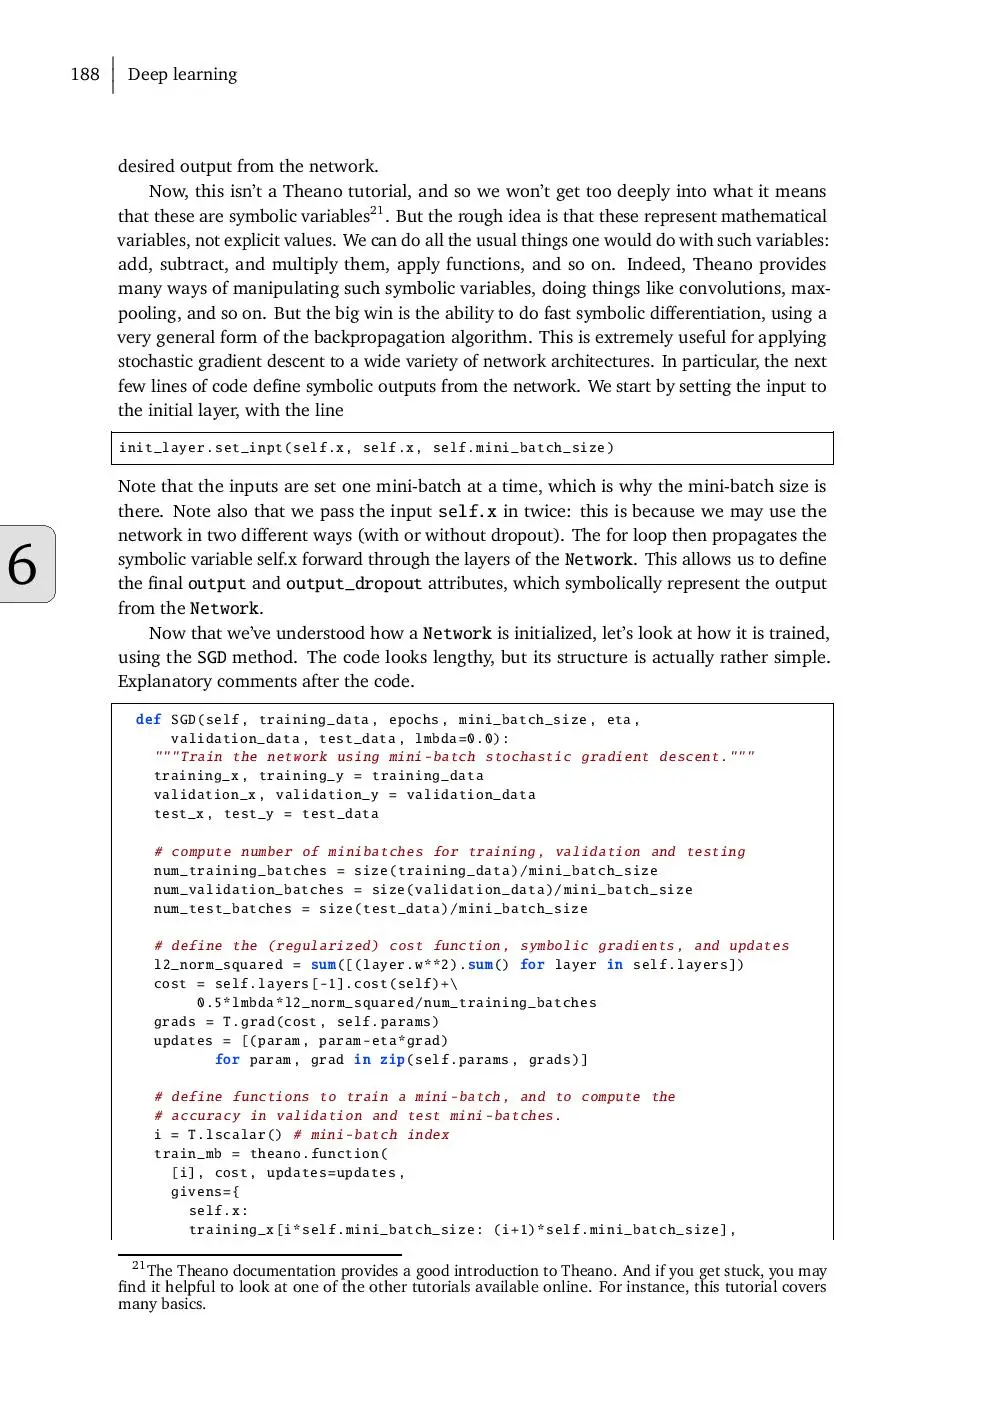 188 Deep learning
desired output from the network.
Now, this isn’t a Theano tutorial, and so we won’t get too deeply into what it means
that these are symbolic variables21. But the rough idea is that these represent mathematical
variables, not explicit values. We can do all the usual things one would do with such variables:
add, subtract, and multiply them, apply functions, and so on. Indeed, Theano provides
many ways of manipulating such symbolic variables, doing things like convolutions, max-
pooling, and so on. But the big win is the ability to do fast symbolic differentiation, using a
very general form of the backpropagation algorithm. This is extremely useful for applying
stochastic gradient descent to a wide variety of network architectures. In particular, the next
few lines of code define symbolic outputs from the network. We start by setting the input to
the initial layer, with the line
init_layer.set_inpt(self.x, self.x, self.mini_batch_size)
Note that the inputs are set one mini-batch at a time, which is why the mini-batch size is
there. Note also that we pass the input self.x in twice: this is because we may use the
network in two different ways (with or without dropout). The for loop then propagates the
symbolic variable self.x forward through the layers of the Network. This allows us to define
the final output and output_dropout attributes, which symbolically represent the output
from the Network.
6
Now that we’ve understood how a Network is initialized, let’s look at how it is trained,
using the SGD method. The code looks lengthy, but its structure is actually rather simple.
Explanatory comments after the code.
def SGD(self, training_data, epochs, mini_batch_size, eta,
validation_data, test_data, lmbda=0.0):
"""Train the network using mini-batch stochastic gradient descent."""
training_x, training_y = training_data
validation_x, validation_y = validation_data
test_x, test_y = test_data
# compute number of minibatches for training, validation and testing
num_training_batches = size(training_data)/mini_batch_size
num_validation_batches = size(validation_data)/mini_batch_size
num_test_batches = size(test_data)/mini_batch_size
# define the (regularized) cost function, symbolic gradients, and updates
l2_norm_squared = sum([(layer.w**2).sum() for layer in self.layers])
cost = self.layers[-1].cost(self)+\
0.5*lmbda*l2_norm_squared/num_training_batches
grads = T.grad(cost, self.params)
updates = [(param, param-eta*grad)
for param, grad in zip(self.params, grads)]
# define functions to train a mini-batch, and to compute the
# accuracy in validation and test mini-batches.
i = T.lscalar() # mini-batch index
train_mb = theano.function(
[i], cost, updates=updates,
givens={
self.x:
training_x[i*self.mini_batch_size: (i+1)*self.mini_batch_size],
21The Theano documentation provides a good introduction to Theano. And if you get stuck, you may
find it helpful to look at one of the other tutorials available online. For instance, this tutorial covers
many basics.